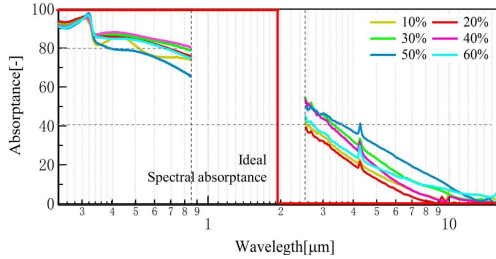 100
80
60
40
20
0
Absorptance[-]
10% 20%
30% 40%
50% 60%
Ideal
Spectral absorptance
3 4 5 6 7 8 9 1 2 3 4 5 6 7 8 9 10
Wavelegth[μm]